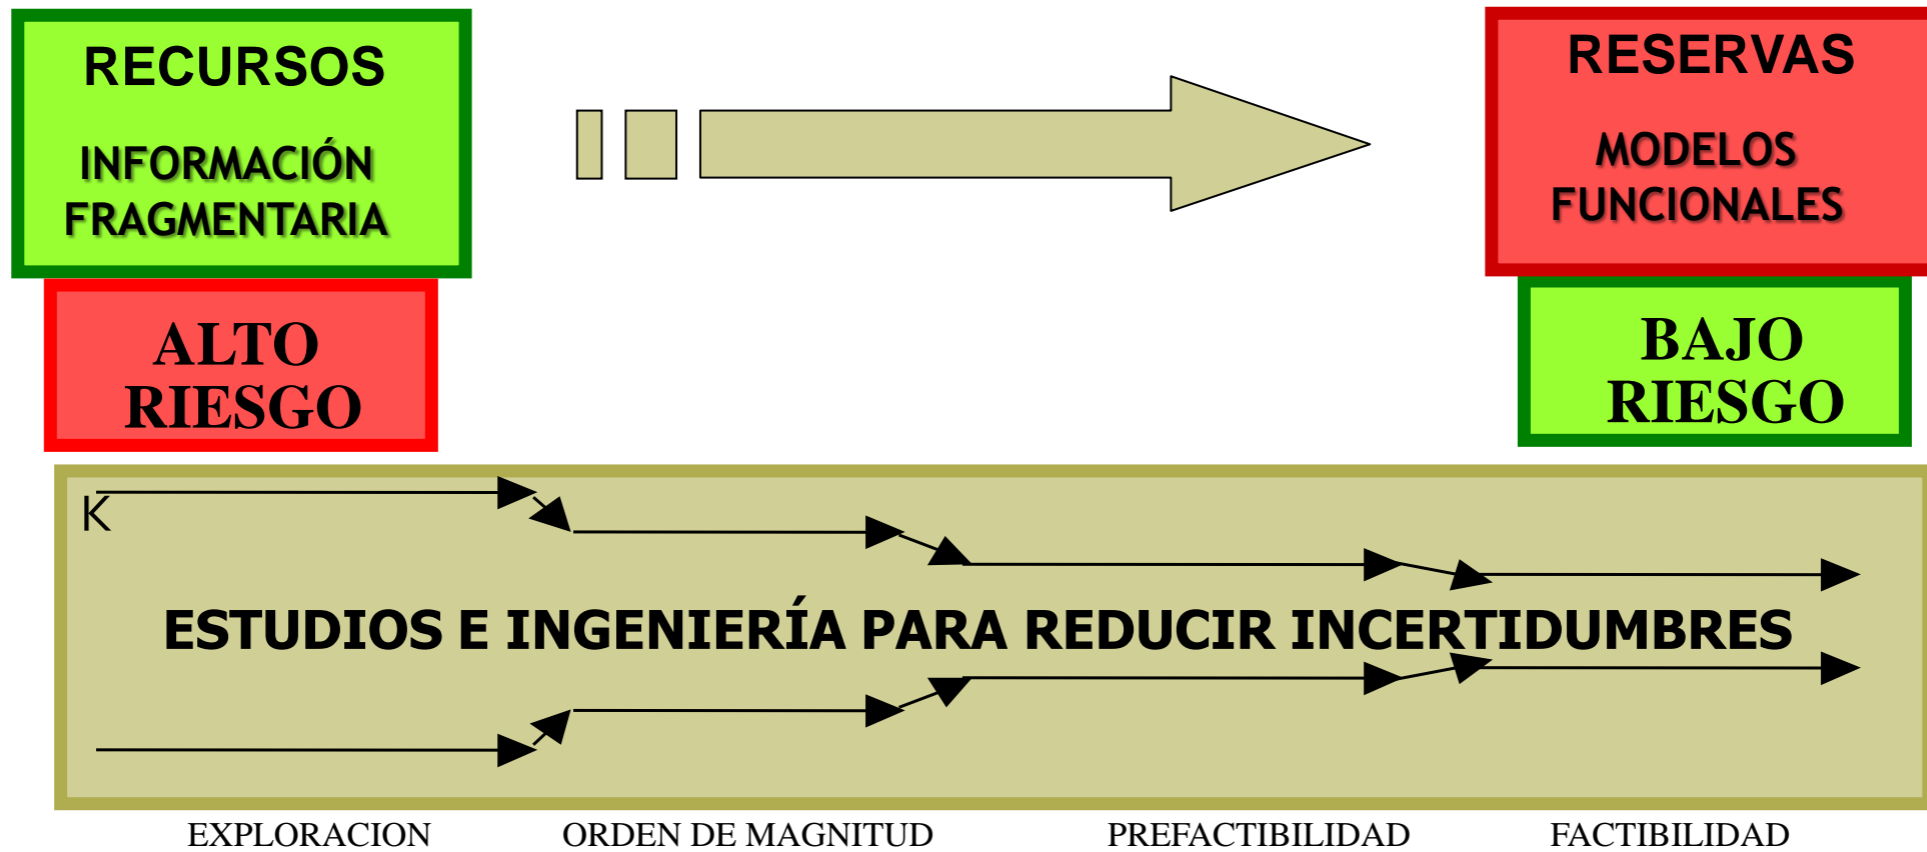 RECURSOS
INFORMACIÓN
FRAGMENTARIA
ALTO
RIESGO
RESERVAS
MODELOS
FUNCIONALES
BAJO
RIESGO
K
ESTUDIOS E INGENIERÍA PARA REDUCIR INCERTIDUMBRES
EXPLORACION
ORDEN DE MAGNITUD
PREFACTIBILIDAD
FACTIBILIDAD